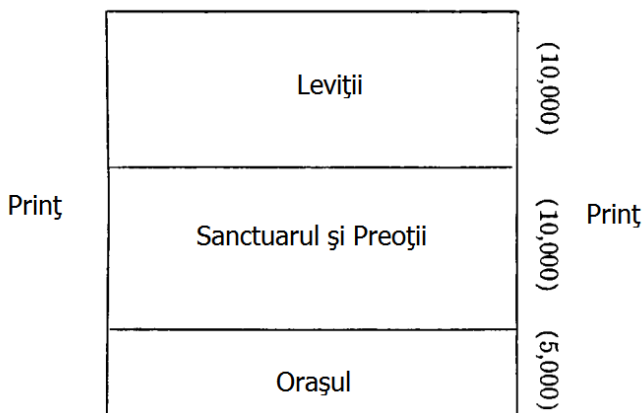 Leviţii
(10,000)
Prinţ
Sanctuarul şi Preoţii
(10,000)
Prinţ
Oraşul
(5,000)